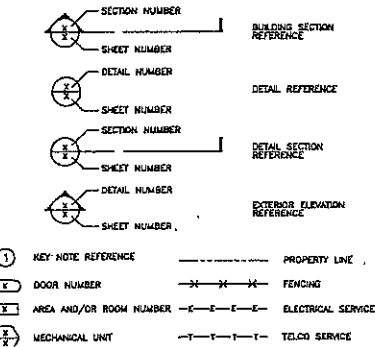 SECTION NUMBER
X
X
SHEET NUMBER
BUILDING SECTION
REFERENCE
DETAIL NUMBER
X
X
SHEET NUMBER
DETAIL REFERENCE
SECTION NUMBER
X
X
SHEET NUMBER
DETAIL SECTION
REFERENCE
DETAIL NUMBER
X
X
SHEET NUMBER
EXTERIOR ELEVATION
REFERENCE
1 KEY NOTE REFERENCE
PROPERTY LINE
X DOOR NUMBER
X X X FENCING
X AREA AND/OR ROOM NUMBER
E E E E ELECTRICAL SERVICE
X
X
MECHANICAL UNIT
T T T T TELCO SERVICE